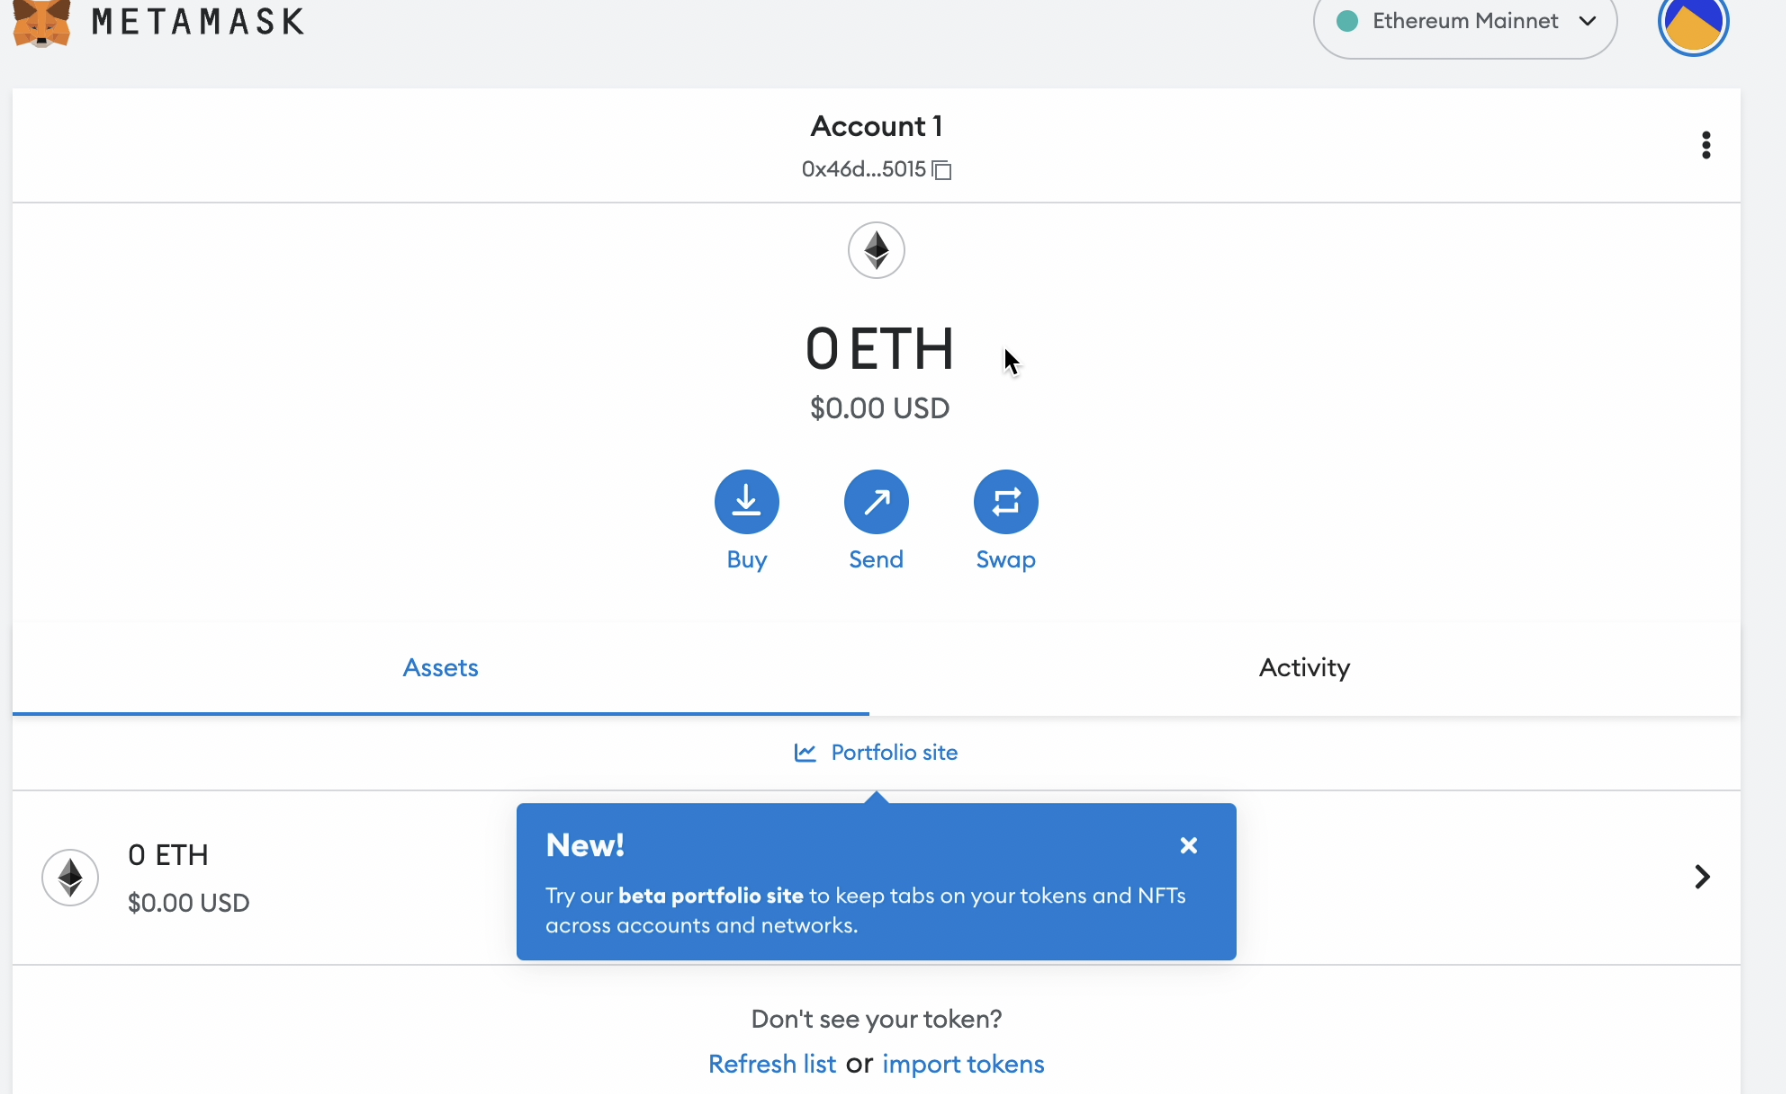 METAMASK
Ethereum Mainnet
Account 1
0x46d...5015
0 ETH
$0.00 USD
Buy
Send
Swap
Assets
Activity
Portfolio site
0 ETH
$0.00 USD
New!
Try our beta portfolio site to keep tabs on your tokens and NFTs
across accounts and networks.
Don't see your token?
Refresh list or import tokens